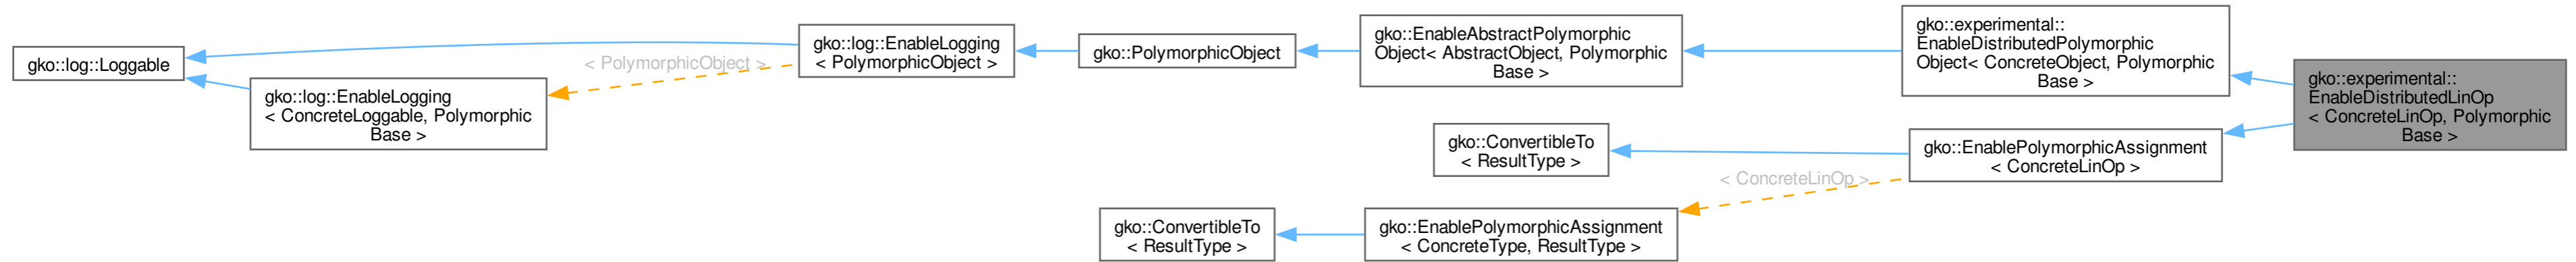 gko::log::Loggable
gko::log::EnableLogging
< ConcreteLoggable, Polymorphic
Base >
< PolymorphicObject >
gko::log::EnableLogging
< PolymorphicObject >
gko::PolymorphicObject
gko::EnableAbstractPolymorphic
Object< AbstractObject, Polymorphic
Base >
gko::experimental::
EnableDistributedPolymorphic
Object< ConcreteObject, Polymorphic
Base >
gko::experimental::
EnableDistributedLinOp
< ConcreteLinOp, Polymorphic
Base >
gko::ConvertibleTo
< ResultType >
gko::EnablePolymorphicAssignment
< ConcreteLinOp >
< ConcreteLinOp >
gko::ConvertibleTo
< ResultType >
gko::EnablePolymorphicAssignment
< ConcreteType, ResultType >